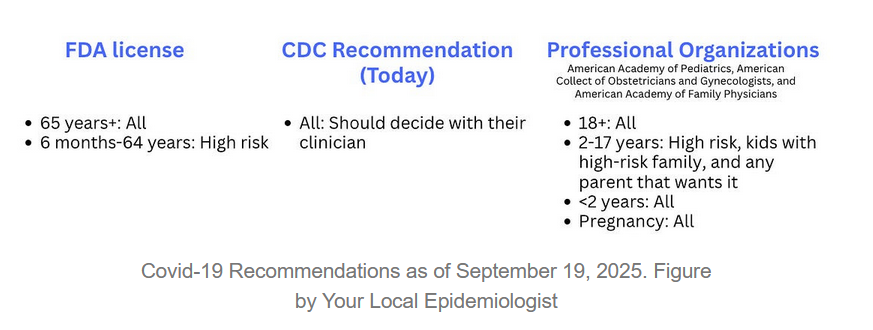 FDA license
65 years+: All
6 months-64 years: High risk
CDC Recommendation
(Today)
All: Should decide with their
clinician
Professional Organizations
American Academy of Pediatrics, American
Collect of Obstetricians and Gynecologists, and
American Academy of Family Physicians
18+: All
2-17 years: High risk, kids with
high-risk family, and any
parent that wants it
<2 years: All
Pregnancy: All
Covid-19 Recommendations as of September 19, 2025. Figure
by Your Local Epidemiologist